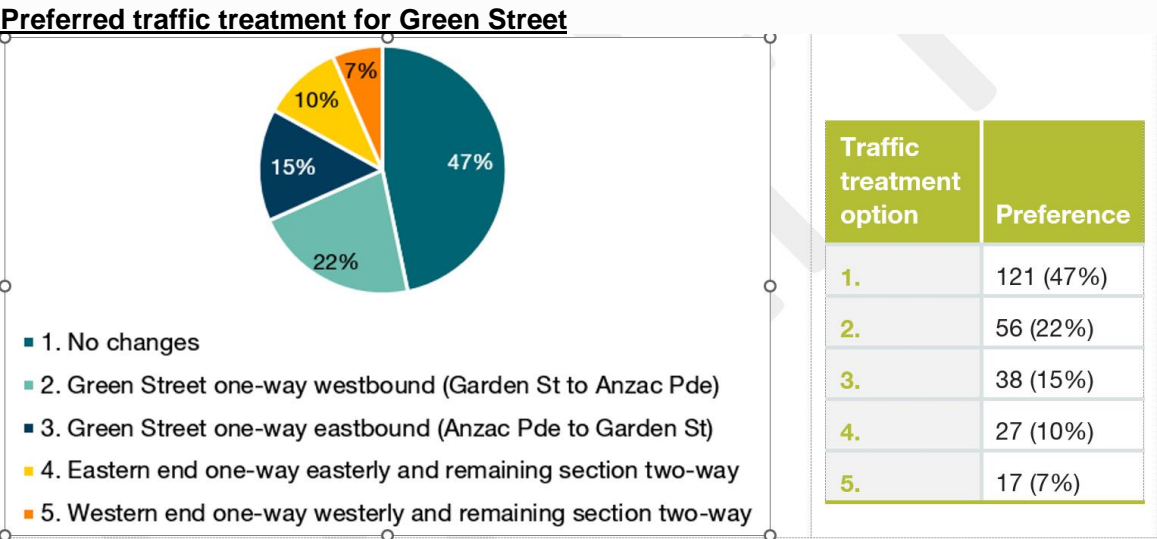 Preferred traffic treatment for Green Street
7%
10%
47%
15%
22%
1. No changes
2. Green Street one-way westbound (Garden St to Anzac Pde)
3. Green Street one-way eastbound (Anzac Pde to Garden St)
4. Eastern end one-way easterly and remaining section two-way
5. Western end one-way westerly and remaining section two-way
Traffic
treatment
option Preference
1. 121 (47%)
2. 56 (22%)
3. 38 (15%)
4. 27 (10%)
5. 17 (7%)